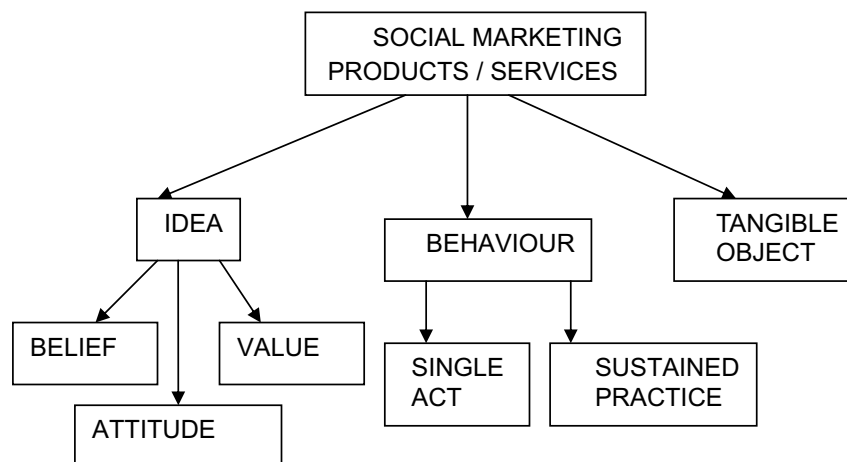 SOCIAL MARKETING
PRODUCTS / SERVICES
IDEA
BEHAVIOUR
TANGIBLE
OBJECT
BELIEF
VALUE
ATTITUDE
SINGLE
ACT
SUSTAINED
PRACTICE